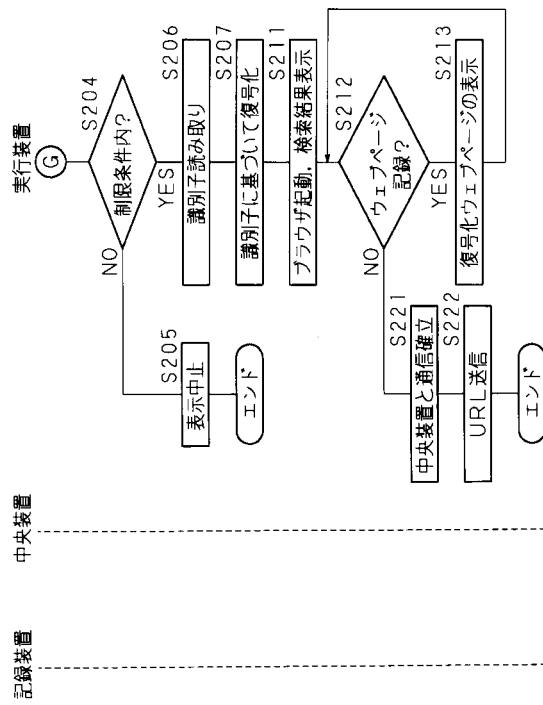 記録装置
中央装置
実行装置
G
制限条件内?
S204
NO
YES
表示中止
S205
エンド
識別子読み取り
S206
識別子に基づいて復号化
S207
ブラウザ起動,検索結果表示
S211
ウェブページ
記録?
S212
NO
YES
中央装置と通信確立
S221
URL送信
S222
エンド
復号化ウェブページの表示
S213